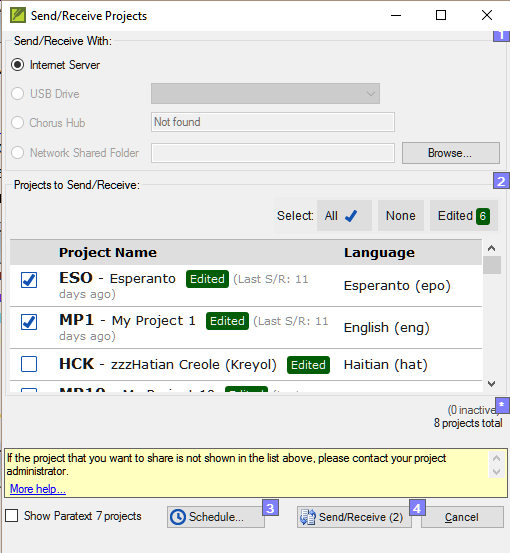 Send/Receive Projects
1
Send/Receive With:
Internet Server
USB Drive
Chorus Hub Not found
Network Shared Folder Browse...
2
Projects to Send/Receive:
Select: All None Edited 6
Project Name Language
ESO - Esperanto Edited (Last S/R: 11
days ago) Esperanto (epo)
MP1 - My Project 1 Edited (Last S/R: 11
days ago) English (eng)
HCK - zzzHatian Creole (Kreyol) Edited Haitian (hat)
MP10 - My Project 10 Edited
*
(0 inactive)
8 projects total
If the project that you want to share is not shown in the list above, please contact your project
administrator.
More help...
3 4
Show Paratext 7 projects Schedule... Send/Receive (2) Cancel